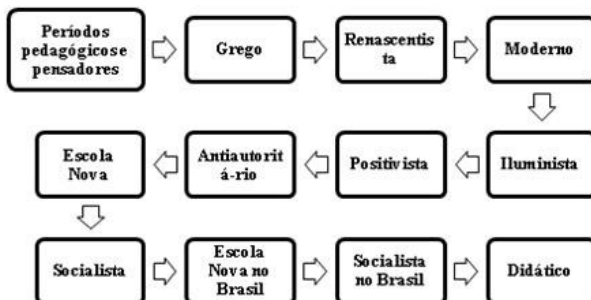 Períodos
pedagógicos e
pensadores
Grego
Renascentis
ta
Moderno
Iluminista
Positivista
Antiautorit
á-rio
Escola
Nova
Socialista
Escola
Nova no
Brasil
Socialista
no Brasil
Didático